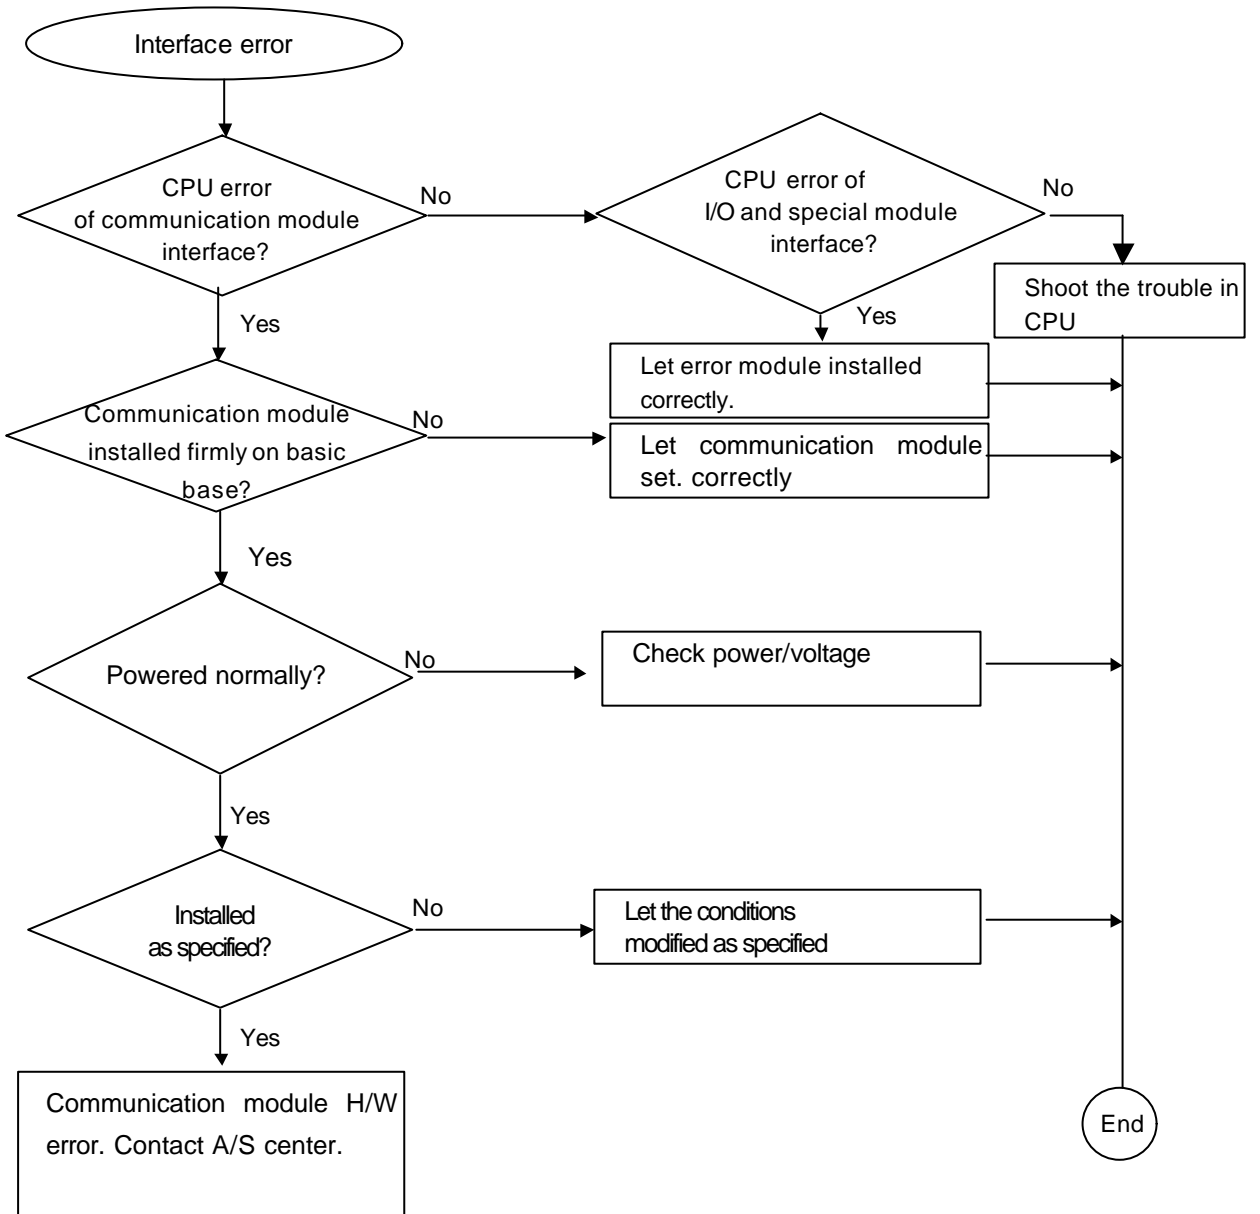 Interface error
CPU error
of communication module
interface?
No
CPU error of
I/O and special module
interface?
No
Shoot the trouble in
CPU
Yes
Yes
Let error module installed
correctly.
Communication module
installed firmly on basic
base?
No
Let communication module
set. correctly
Yes
Powered normally?
No
Check power/voltage
Yes
Installed
as specified?
No
Let the conditions
modified as specified
Yes
Communication module H/W
error. Contact A/S center.
End